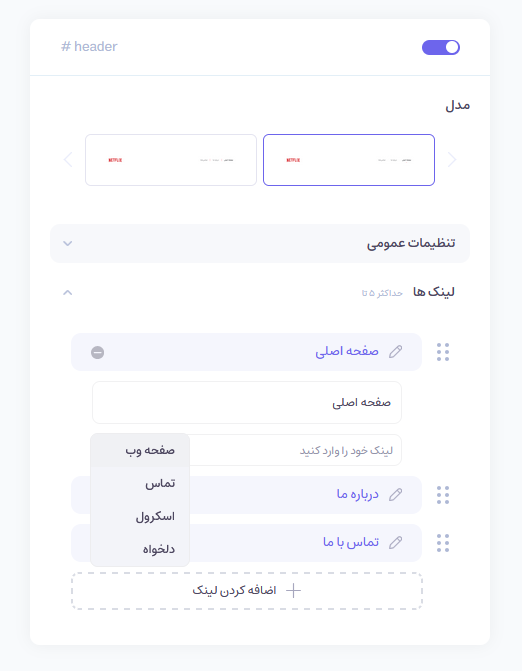 # header
مدل
NETFLIX
NETFLIX
تنظیمات عمومی
لینک ها حداکثر ۵ تا
صفحه اصلی
صفحه اصلی
لینک خود را وارد کنید
صفحه وب
تماس
اسکرول
دلخواه
درباره ما
تماس با ما
اضافه کردن لینک